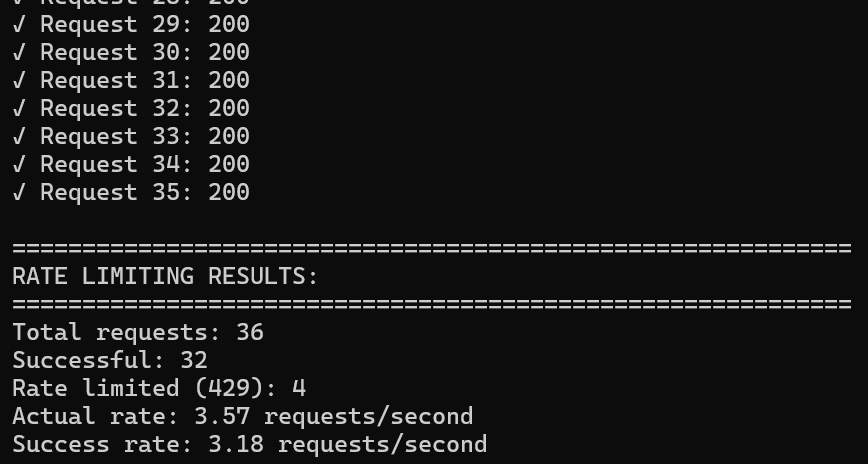 √ Request 28: 200
√ Request 29: 200
√ Request 30: 200
√ Request 31: 200
√ Request 32: 200
√ Request 33: 200
√ Request 34: 200
√ Request 35: 200
============================================================
RATE LIMITING RESULTS:
============================================================
Total requests: 36
Successful: 32
Rate limited (429): 4
Actual rate: 3.57 requests/second
Success rate: 3.18 requests/second